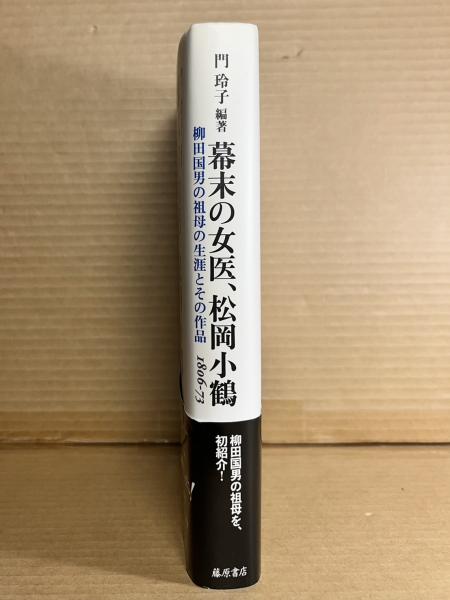 門 玲子 編著
幕末の女医、松岡小鶴 1806-73
柳田国男の祖母の生涯とその作品
柳田国男の祖母を、
初紹介!
藤原書店